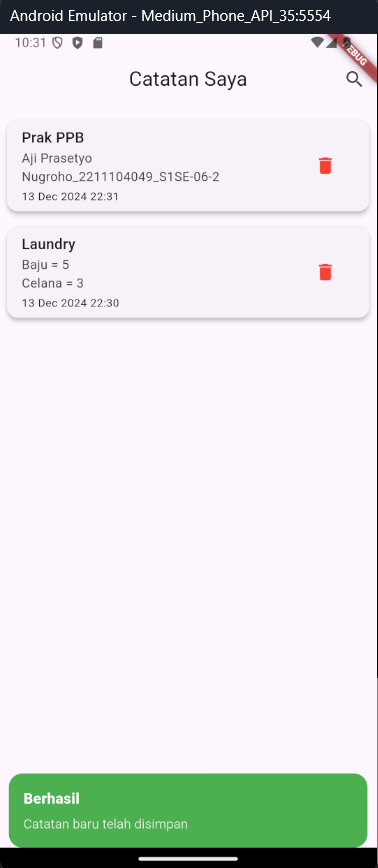 Android Emulator - Medium_Phone_API_35:5554
10:31
DEBUG
Catatan Saya
Prak PPB
Aji Prasetyo
Nugroho_2211104049_S1SE-06-2
13 Dec 2024 22:31
Laundry
Baju = 5
Celana = 3
13 Dec 2024 22:30
Berhasil
Catatan baru telah disimpan